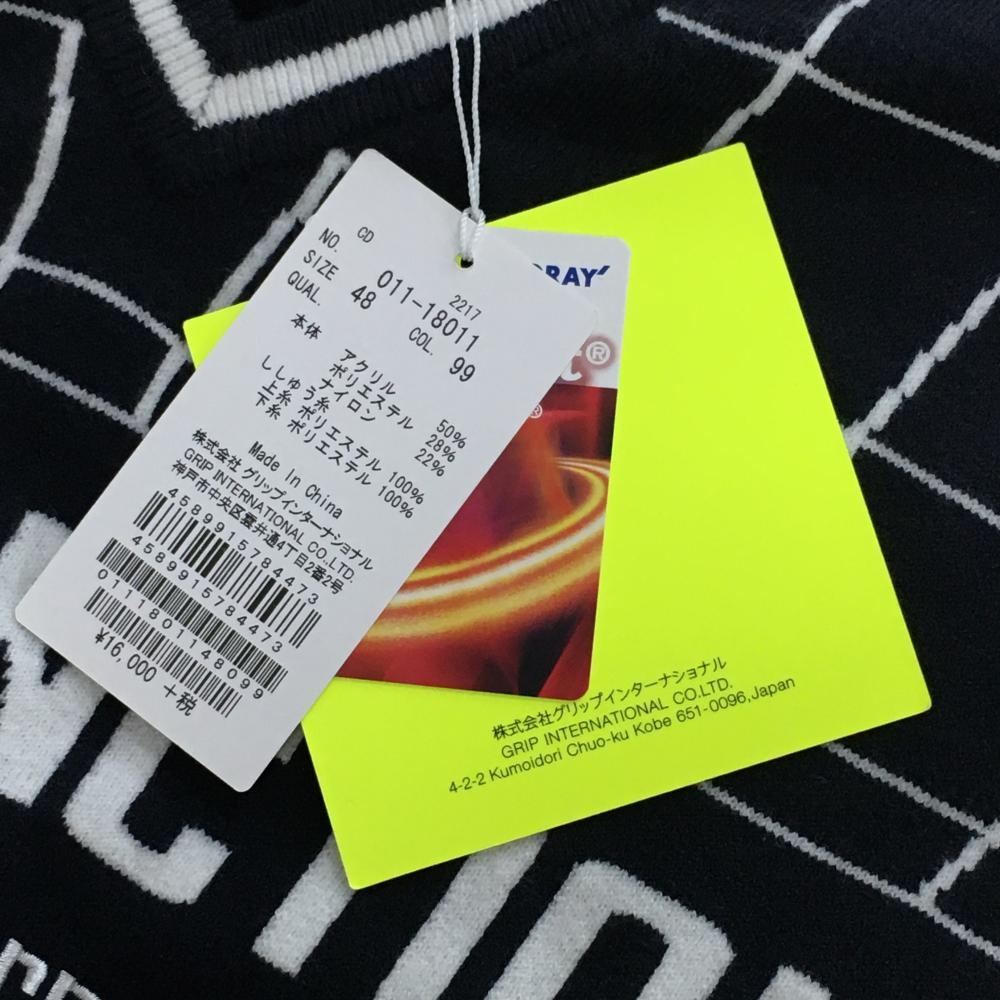 CD 2217
NO. 011-18011
SIZE 48 COL. 99
QUAL.
本体 アクリル 50%
ポリエステル 28%
ナイロン 22%
ししゅう糸
上糸 ポリエステル 100%
下糸 ポリエステル 100%
Made In China
株式会社グリップインターナショナル
GRIP INTERNATIONAL CO.,LTD.
神戸市中央区雲井通4丁目2番2号
4589915784473
4589915784473
0111801148099
¥16,000 +税
株式会社グリップインターナショナル
GRIP INTERNATIONAL CO.LTD.
4-2-2 Kumoidori Chuo-ku Kobe 651-0096,Japan